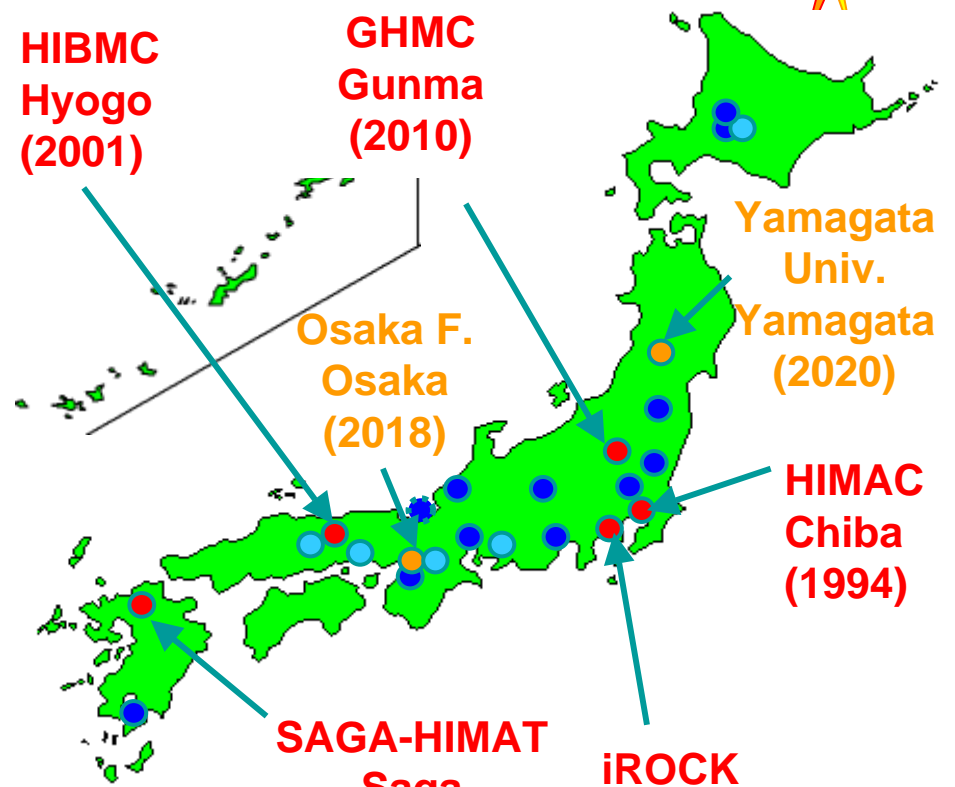 HIBMC
Hyogo
(2001)
GHMC
Gunma
(2010)
Yamagata
Univ.
Yamagata
(2020)
Osaka F.
Osaka
(2018)
HIMAC
Chiba
(1994)
SAGA-HIMAT
Saga
iROCK